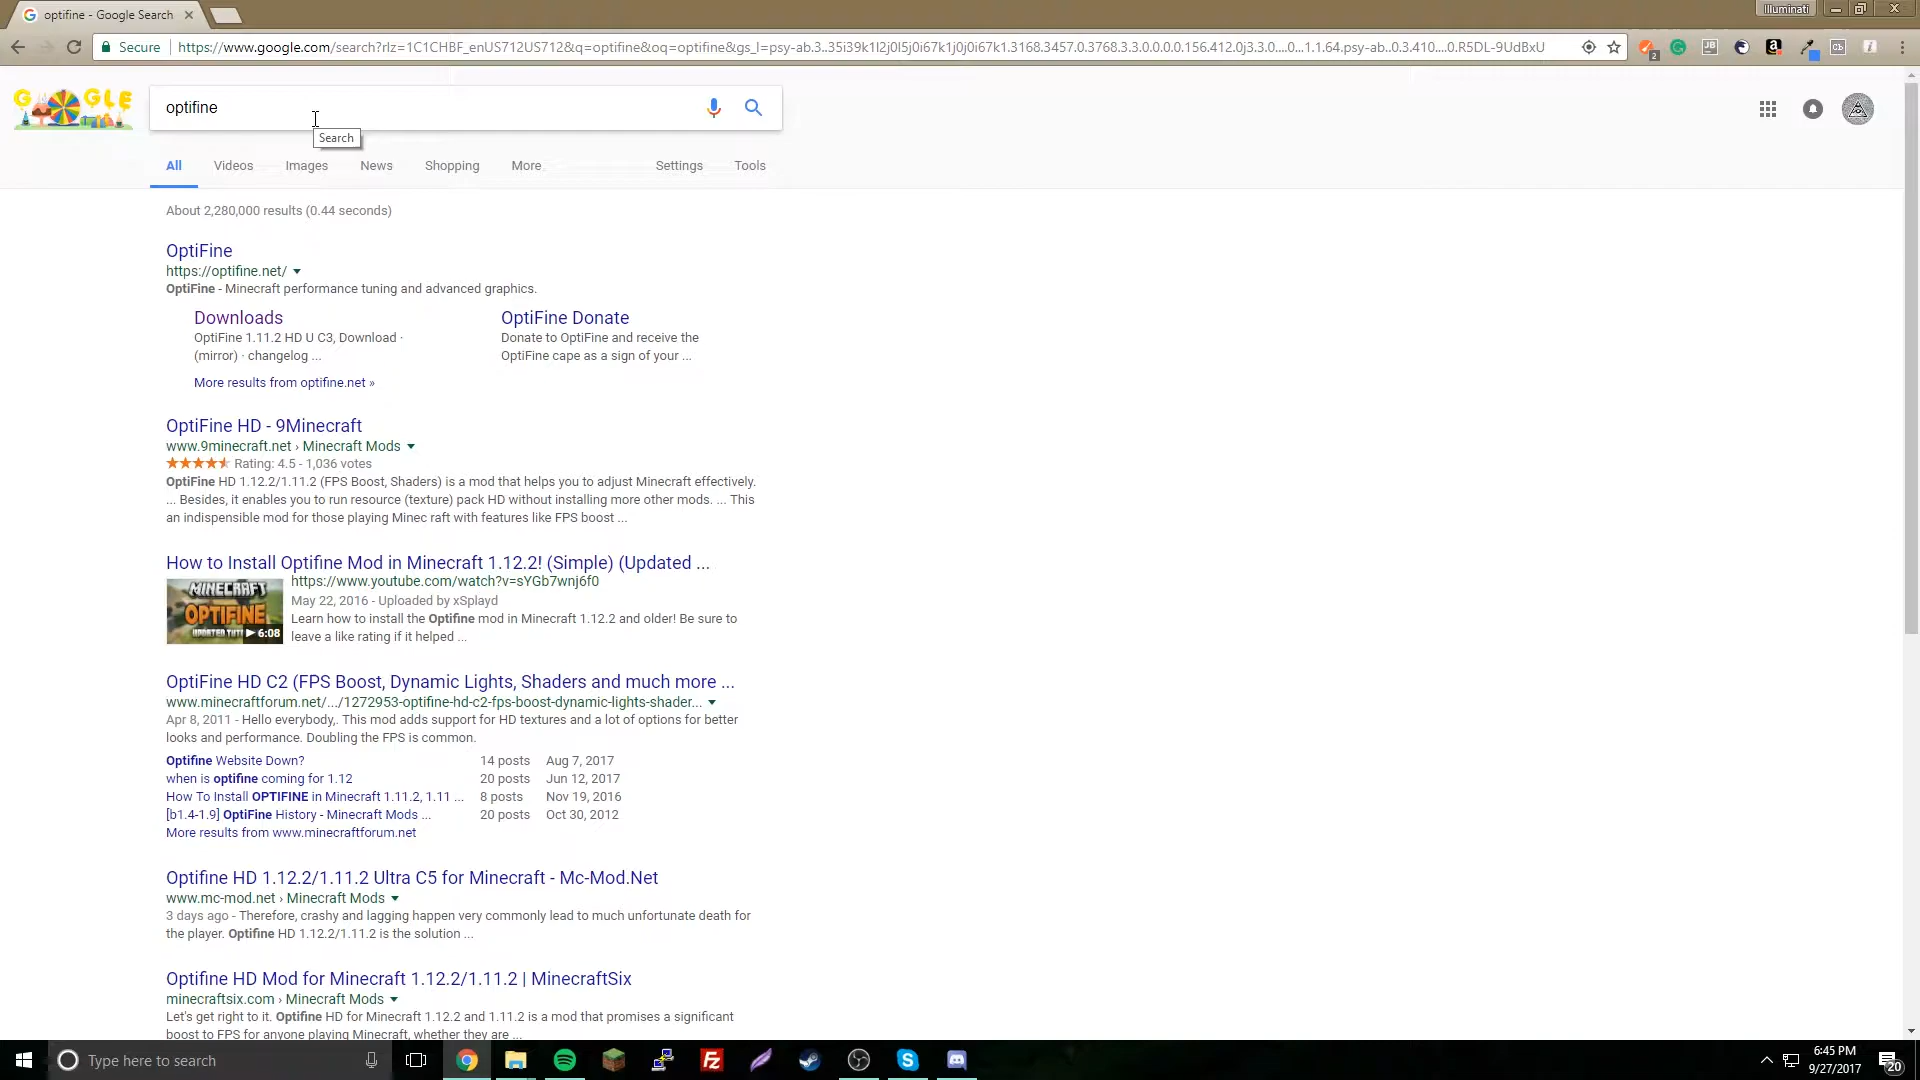 optifine - Google Search
Illuminati
Secure
https://www.google.com/search?rlz=1C1CHBF_enUS712US712&q=optifine&oq=optifine&gs_l=psy-ab.3..35i39k1l2j0l5j0i67k1j0j0i67k1.3168.3457.0.3768.3.3.0.0.0.0.156.412.0j3.3.0....0...1.1.64.psy-ab..0.3.410....0.R5DL-9UdBxU
optifine
Search
All
Videos
Images
News
Shopping
More
Settings
Tools
About 2,280,000 results (0.44 seconds)
OptiFine
https://optifine.net/
OptiFine - Minecraft performance tuning and advanced graphics.
Downloads
OptiFine 1.11.2 HD U C3, Download ·
(mirror) · changelog ...
OptiFine Donate
Donate to OptiFine and receive the
OptiFine cape as a sign of your ...
More results from optifine.net »
OptiFine HD - 9Minecraft
www.9minecraft.net › Minecraft Mods
Rating: 4.5 - 1,036 votes
OptiFine HD 1.12.2/1.11.2 (FPS Boost, Shaders) is a mod that helps you to adjust Minecraft effectively.
... Besides, it enables you to run resource (texture) pack HD without installing more other mods. ... This
an indispensible mod for those playing Minec raft with features like FPS boost ...
How to Install Optifine Mod in Minecraft 1.12.2! (Simple) (Updated ...
MINECRAFT
OPTIFINE
6:08
https://www.youtube.com/watch?v=sYGb7wnj6f0
May 22, 2016 - Uploaded by xSplayd
Learn how to install the Optifine mod in Minecraft 1.12.2 and older! Be sure to
leave a like rating if it helped ...
OptiFine HD C2 (FPS Boost, Dynamic Lights, Shaders and much more ...
www.minecraftforum.net/.../1272953-optifine-hd-c2-fps-boost-dynamic-lights-shader...
Apr 8, 2011 - Hello everybody,. This mod adds support for HD textures and a lot of options for better
looks and performance. Doubling the FPS is common.
Optifine Website Down? 14 posts Aug 7, 2017
when is optifine coming for 1.12 20 posts Jun 12, 2017
How To Install OPTIFINE in Minecraft 1.11.2, 1.11 ... 8 posts Nov 19, 2016
[b1.4-1.9] OptiFine History - Minecraft Mods ... 20 posts Oct 30, 2012
More results from www.minecraftforum.net
Optifine HD 1.12.2/1.11.2 Ultra C5 for Minecraft - Mc-Mod.Net
www.mc-mod.net › Minecraft Mods
3 days ago - Therefore, crashy and lagging happen very commonly lead to much unfortunate death for
the player. Optifine HD 1.12.2/1.11.2 is the solution ...
Optifine HD Mod for Minecraft 1.12.2/1.11.2 | MinecraftSix
minecraftsix.com › Minecraft Mods
Let's get right to it. Optifine HD for Minecraft 1.12.2 and 1.11.2 is a mod that promises a significant
boost to FPS for anyone playing Minecraft, whether they are ...
Type here to search
6:45 PM
9/27/2017
20